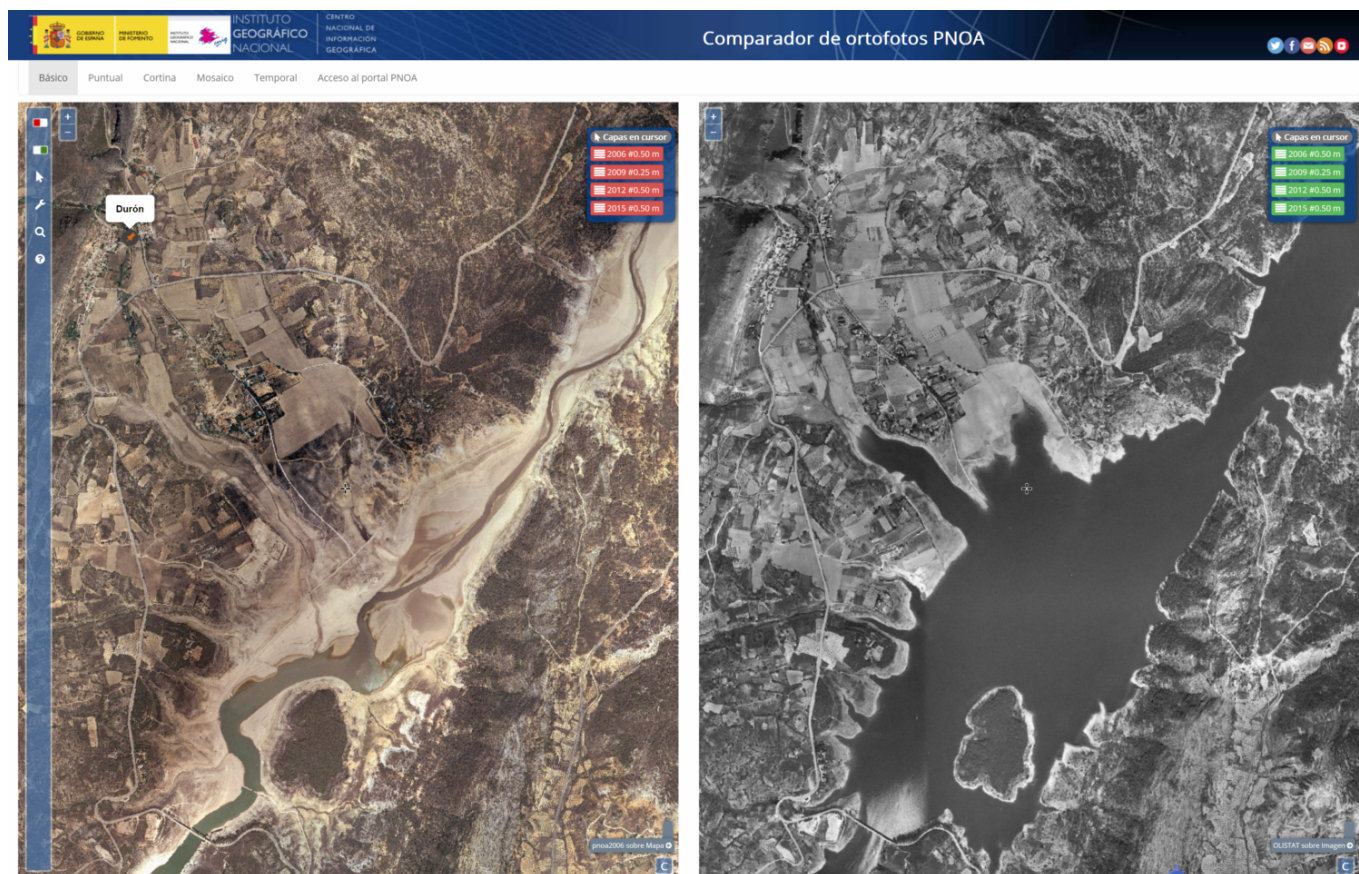 GOBIERNO
DE ESPAÑA
MINISTERIO
DE FOMENTO
INSTITUTO
GEOGRÁFICO
NACIONAL
INSTITUTO
GEOGRÁFICO
NACIONAL
CENTRO
NACIONAL DE
INFORMACIÓN
GEOGRÁFICA
Comparador de ortofotos PNOA
Básico Puntual Cortina Mosaico Temporal Acceso al portal PNOA
+
−
Capas en cursor
2006 #0.50 m
2009 #0.25 m
2012 #0.50 m
2015 #0.50 m
Durón
pnoa2006 sobre Mapa
C
+
−
Capas en cursor
2006 #0.50 m
2009 #0.25 m
2012 #0.50 m
2015 #0.50 m
OLISTAT sobre Imagen
C